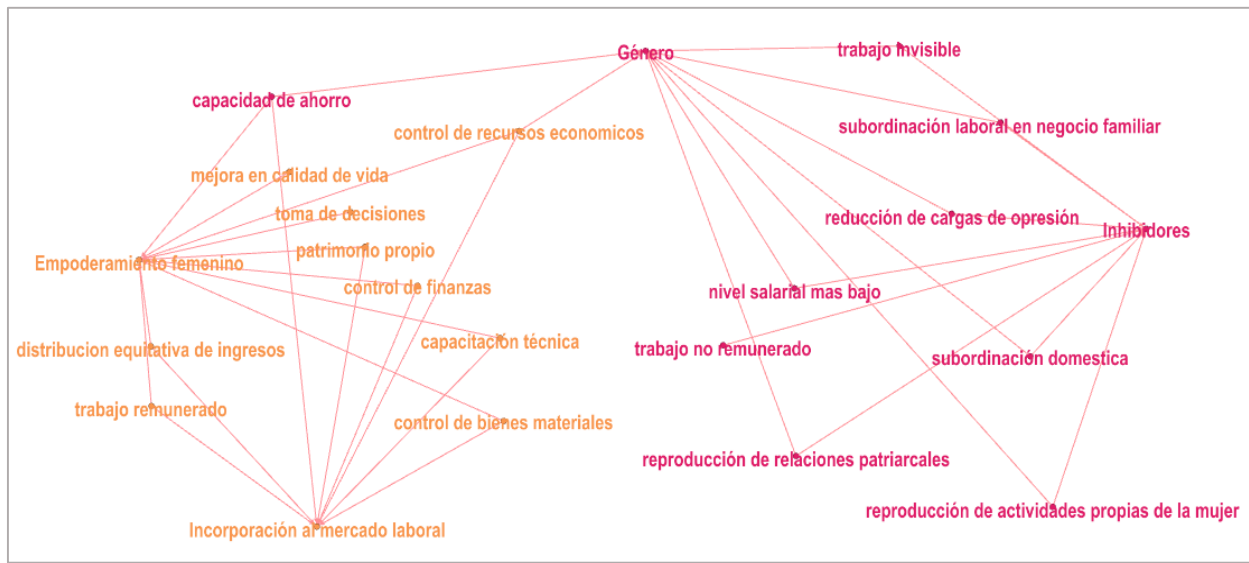 Género
trabajo invisible
capacidad de ahorro
control de recursos economicos
subordinación laboral en negocio familiar
mejora en calidad de vida
toma de decisiones
reducción de cargas de opresión
Inhibidores
patrimonio propio
Empoderamiento femenino
control de finanzas
nivel salarial mas bajo
distribucion equitativa de ingresos
capacitación técnica
trabajo no remunerado
subordinación domestica
trabajo remunerado
control de bienes materiales
reproducción de relaciones patriarcales
reproducción de actividades propias de la mujer
Incorporación al mercado laboral